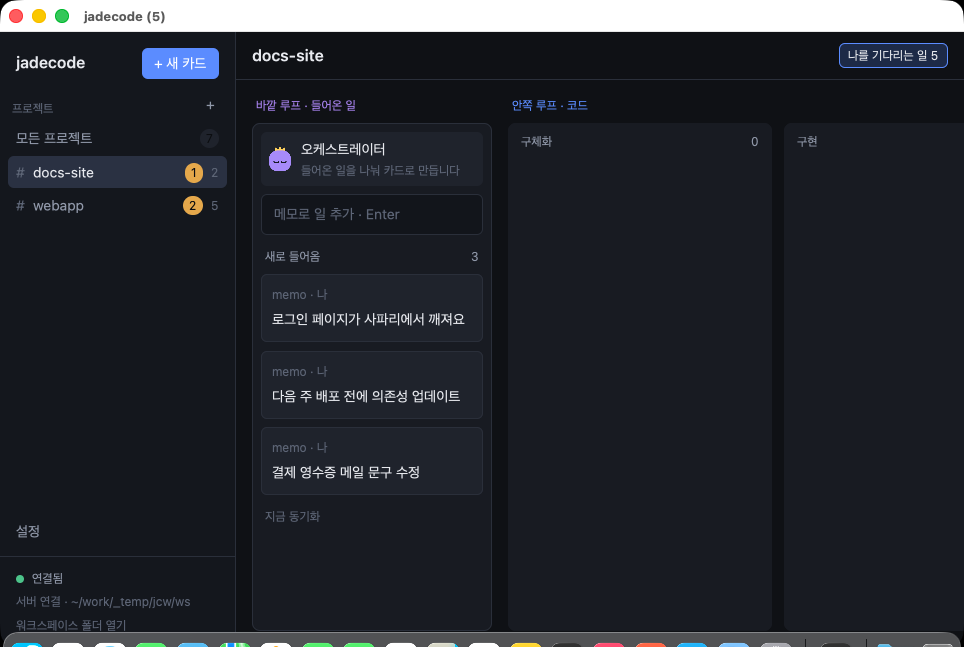 jadecode (5)
jadecode
+ 새 카드
프로젝트 +
모든 프로젝트 7
# docs-site 1 2
# webapp 2 5
설정
연결됨
서버 연결 · ~/work/_temp/jcw/ws
워크스페이스 폴더 열기
docs-site
나를 기다리는 일 5
바깥 루프 · 들어온 일
오케스트레이터
들어온 일을 나눠 카드로 만듭니다
메모로 일 추가 · Enter
새로 들어옴 3
memo · 나
로그인 페이지가 사파리에서 깨져요
memo · 나
다음 주 배포 전에 의존성 업데이트
memo · 나
결제 영수증 메일 문구 수정
지금 동기화
안쪽 루프 · 코드
구체화 0
구현